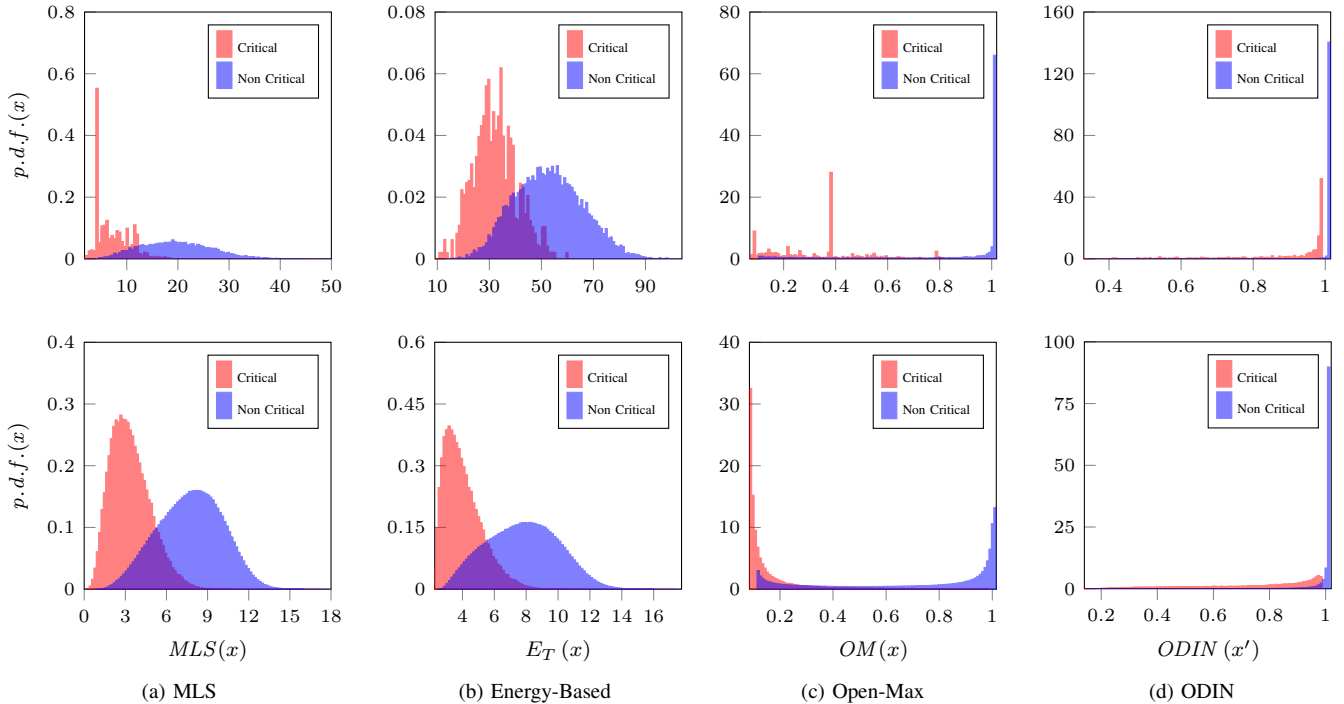 0.8
0.6
0.4
0.2
0
10 20 30 40 50
p.d.f.(x)
Critical
Non Critical
0.08
0.06
0.04
0.02
0
10 30 50 70 90
Critical
Non Critical
80
60
40
20
0
0.2 0.4 0.6 0.8 1
Critical
Non Critical
160
120
80
40
0
0.4 0.6 0.8 1
Critical
Non Critical
0.4
0.3
0.2
0.1
0
0 3 6 9 12 15 18
p.d.f.(x)
Critical
Non Critical
MLS(x)
0.6
0.45
0.3
0.15
0
4 6 8 10 12 14 16
Critical
Non Critical
E_T (x)
40
30
20
10
0
0.2 0.4 0.6 0.8 1
Critical
Non Critical
OM(x)
100
75
50
25
0
0.2 0.4 0.6 0.8 1
Critical
Non Critical
ODIN (x′)
(a) MLS
(b) Energy-Based
(c) Open-Max
(d) ODIN